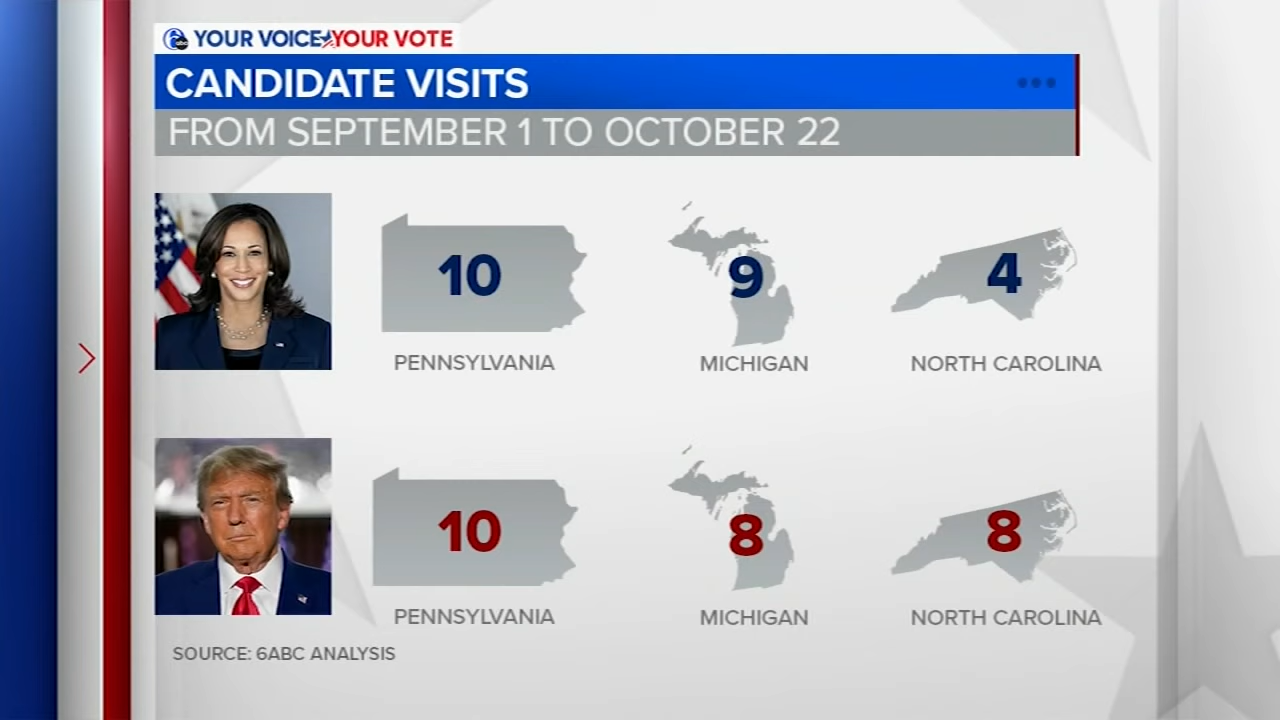 6abc YOUR VOICE★YOUR VOTE
CANDIDATE VISITS
FROM SEPTEMBER 1 TO OCTOBER 22
10 9 4
PENNSYLVANIA MICHIGAN NORTH CAROLINA
10 8 8
PENNSYLVANIA MICHIGAN NORTH CAROLINA
SOURCE: 6ABC ANALYSIS